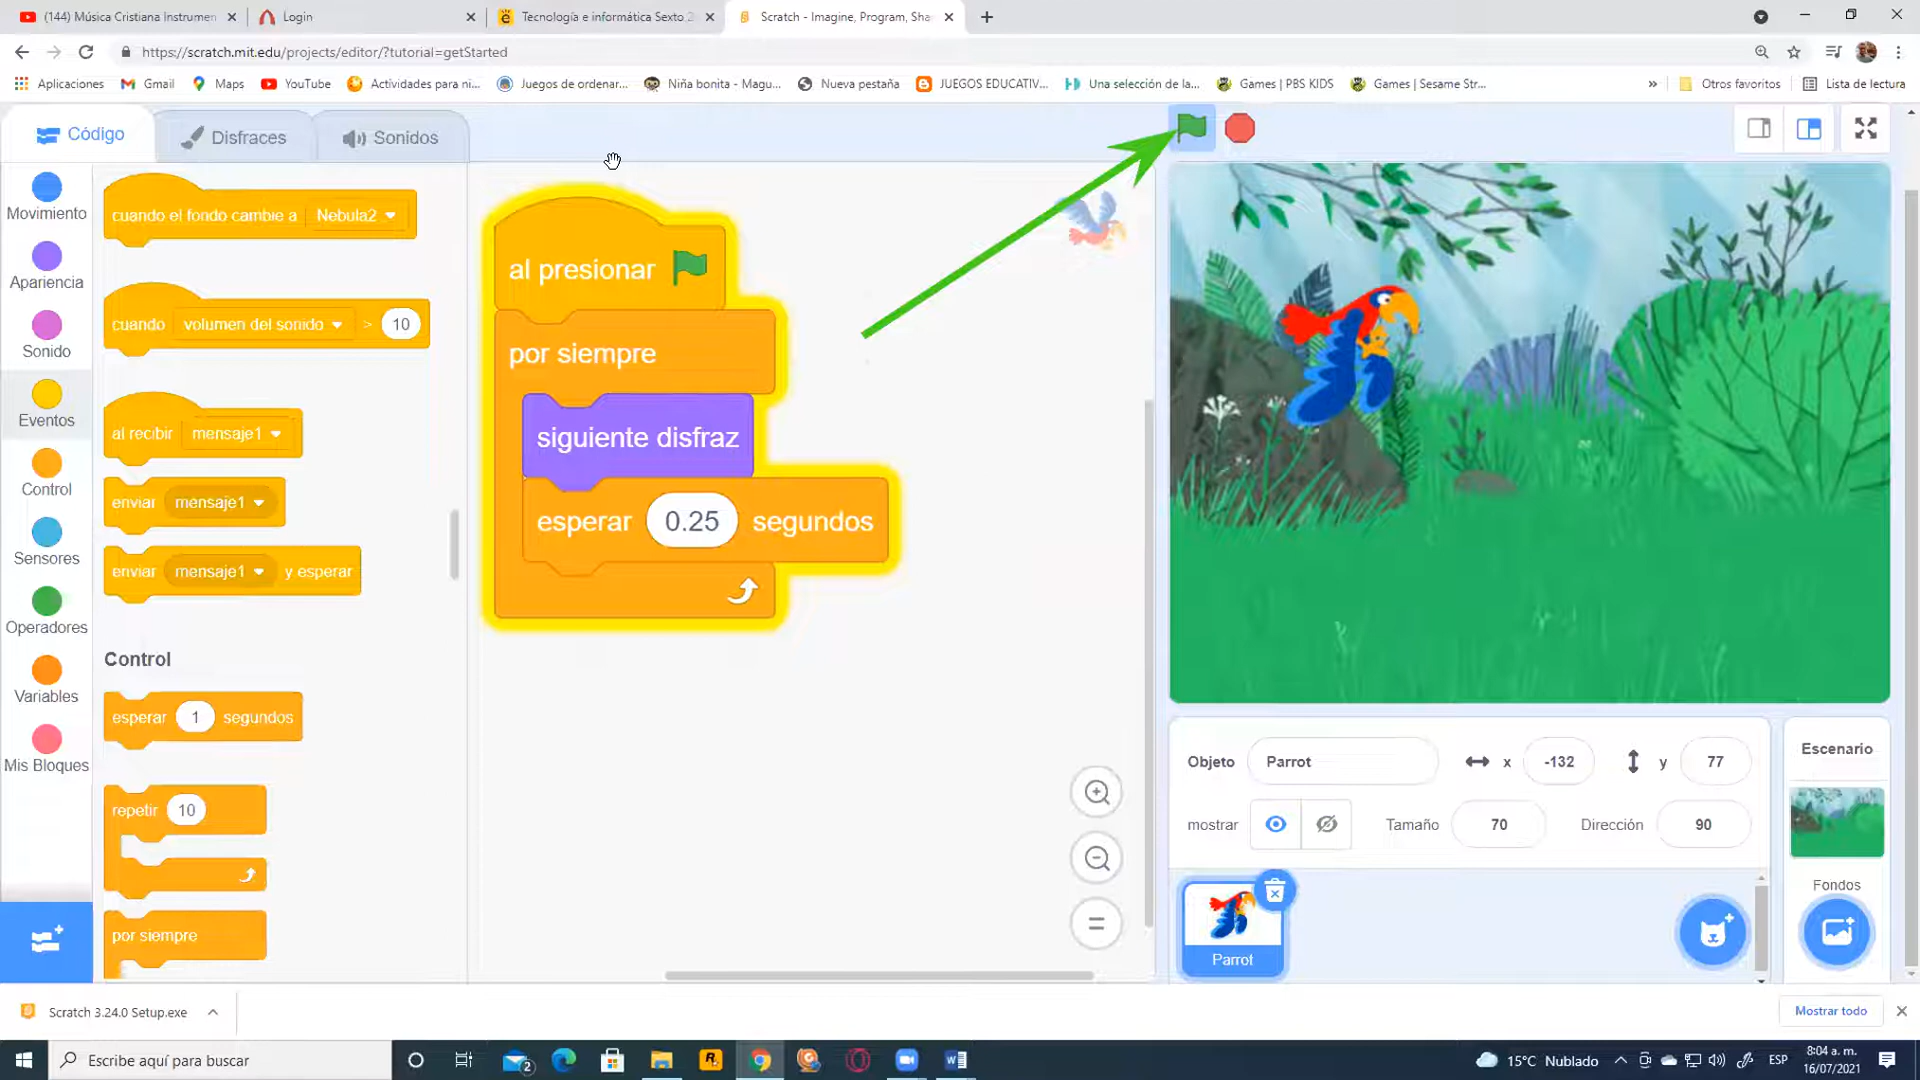 (144) Música Cristiana Instrumen
Login
Tecnología e informática Sexto 2
Scratch - Imagine, Program, Sha
https://scratch.mit.edu/projects/editor/?tutorial=getStarted
Aplicaciones
Gmail
Maps
YouTube
Actividades para ni...
Juegos de ordenar...
Niña bonita - Magu...
Nueva pestaña
JUEGOS EDUCATIV...
Una selección de la...
Games | PBS KIDS
Games | Sesame Str...
»
Otros favoritos
Lista de lectura
Código
Disfraces
Sonidos
Movimiento
Apariencia
Sonido
Eventos
Control
Sensores
Operadores
Variables
Mis Bloques
cuando el fondo cambie a Nebula2
cuando volumen del sonido > 10
al recibir mensaje1
enviar mensaje1
enviar mensaje1 y esperar
Control
esperar 1 segundos
repetir 10
por siempre
al presionar
por siempre
siguiente disfraz
esperar 0.25 segundos
Objeto Parrot x -132 y 77
mostrar Tamaño 70 Dirección 90
Parrot
Escenario
Fondos
Scratch 3.24.0 Setup.exe
Mostrar todo
Escribe aquí para buscar
2
15°C Nublado
ESP
8:04 a. m.
16/07/2021